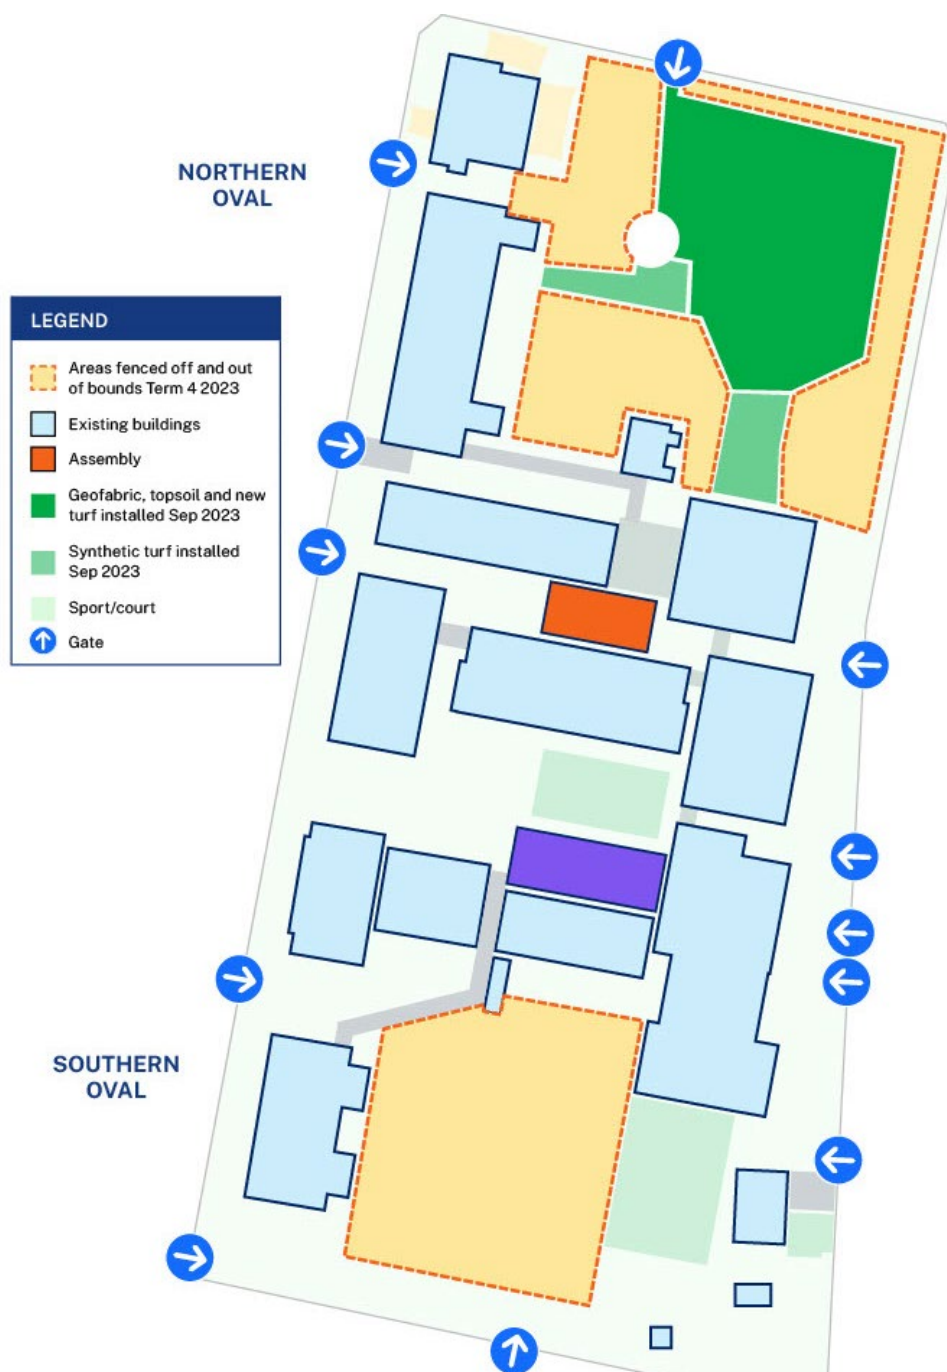 NORTHERN
OVAL
LEGEND
Areas fenced off and out
of bounds Term 4 2023
Existing buildings
Assembly
Geofabric, topsoil and new
turf installed Sep 2023
Synthetic turf installed
Sep 2023
Sport/court
Gate
SOUTHERN
OVAL